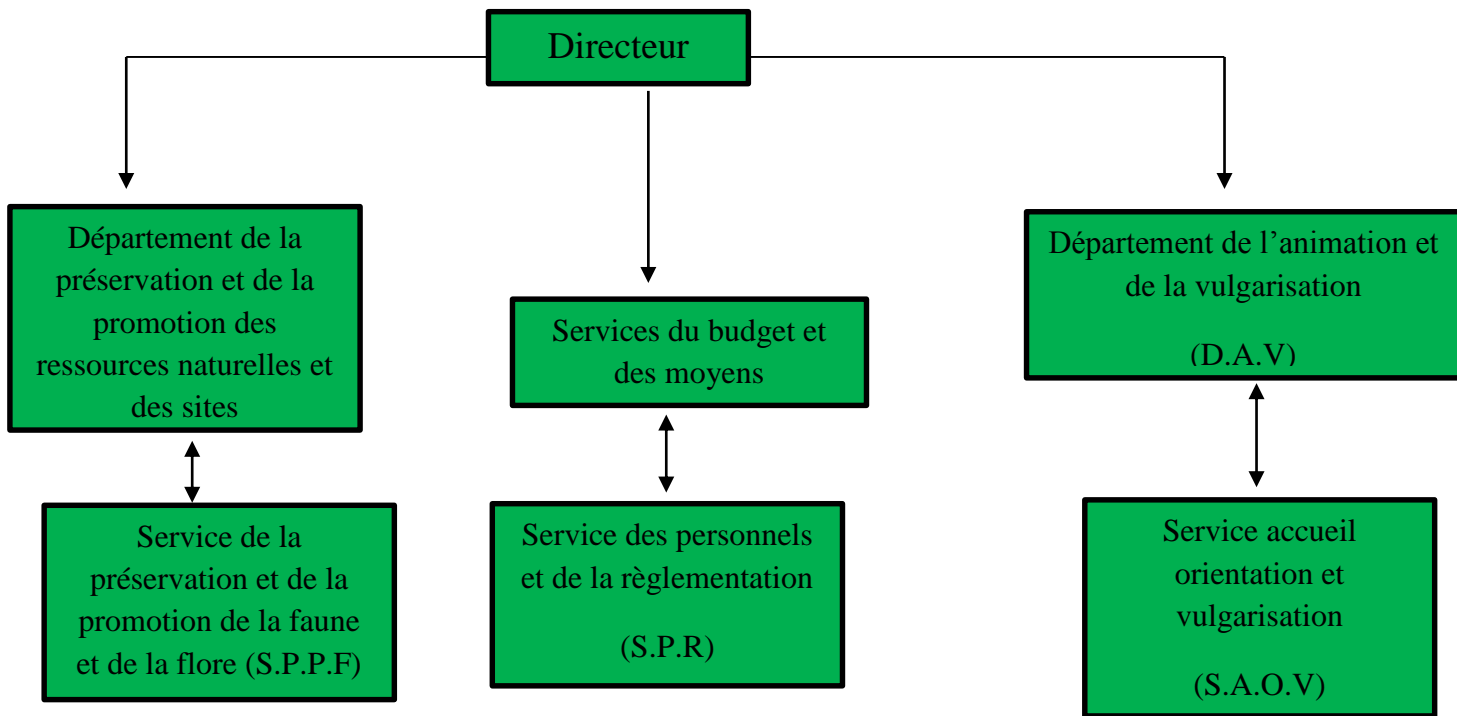 Directeur
Département de la
préservation et de la
promotion des
ressources naturelles et
des sites
Services du budget et
des moyens
Département de l’animation et
de la vulgarisation
(D.A.V)
Service de la
préservation et de la
promotion de la faune
et de la flore (S.P.P.F)
Service des personnels
et de la règlementation
(S.P.R)
Service accueil
orientation et
vulgarisation
(S.A.O.V)